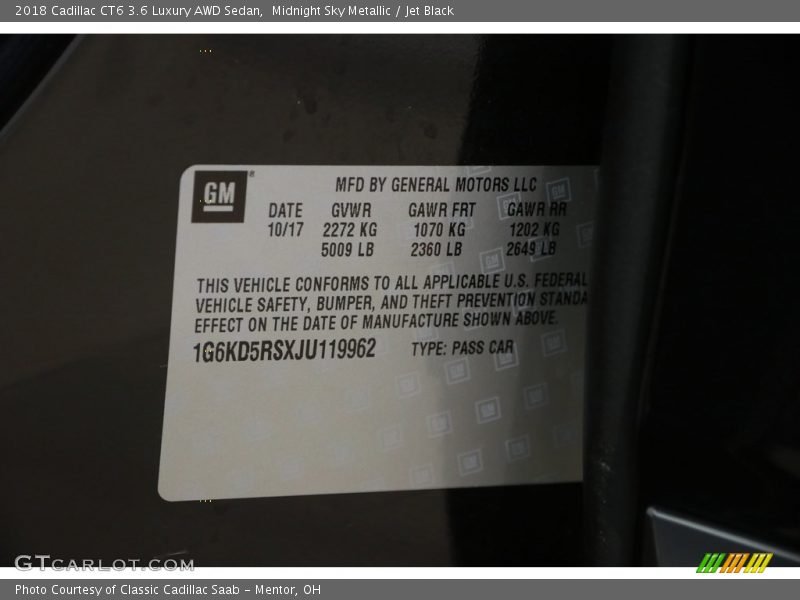 2018 Cadillac CT6 3.6 Luxury AWD Sedan,  Midnight Sky Metallic / Jet Black
GM®
MFD BY GENERAL MOTORS LLC
DATE GVWR GAWR FRT GAWR RR
10/17 2272 KG 1070 KG 1202 KG
5009 LB 2360 LB 2649 LB
THIS VEHICLE CONFORMS TO ALL APPLICABLE U.S. FEDERAL
VEHICLE SAFETY, BUMPER, AND THEFT PREVENTION STANDA
EFFECT ON THE DATE OF MANUFACTURE SHOWN ABOVE.
1G6KD5RSXJU119962 TYPE: PASS CAR
GTCARLOT.COM
Photo Courtesy of Classic Cadillac Saab - Mentor, OH